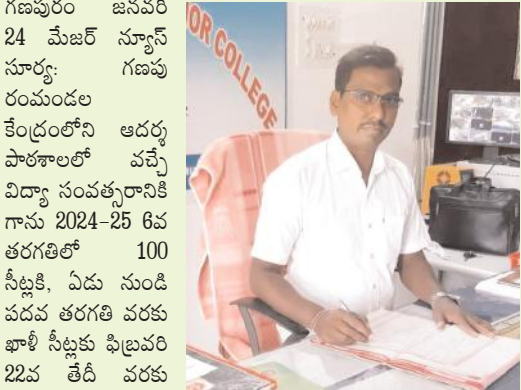 గణపురం జనవరి
24 మేజర్ న్యూస్
సూర్య: గణపు
రంమండల
కేంద్రంలోని ఆదర్శ
పాఠశాలలో వచ్చే
విద్యా సంవత్సరానికి
గాను 2024-25 6వ
తరగతిలో 100
సీట్లకి, ఏడు నుండి
పదవ తరగతి వరకు
ఖాళీ సీట్లకు ఫిబ్రవరి
22వ తేదీ వరకు
OR COLLEGE